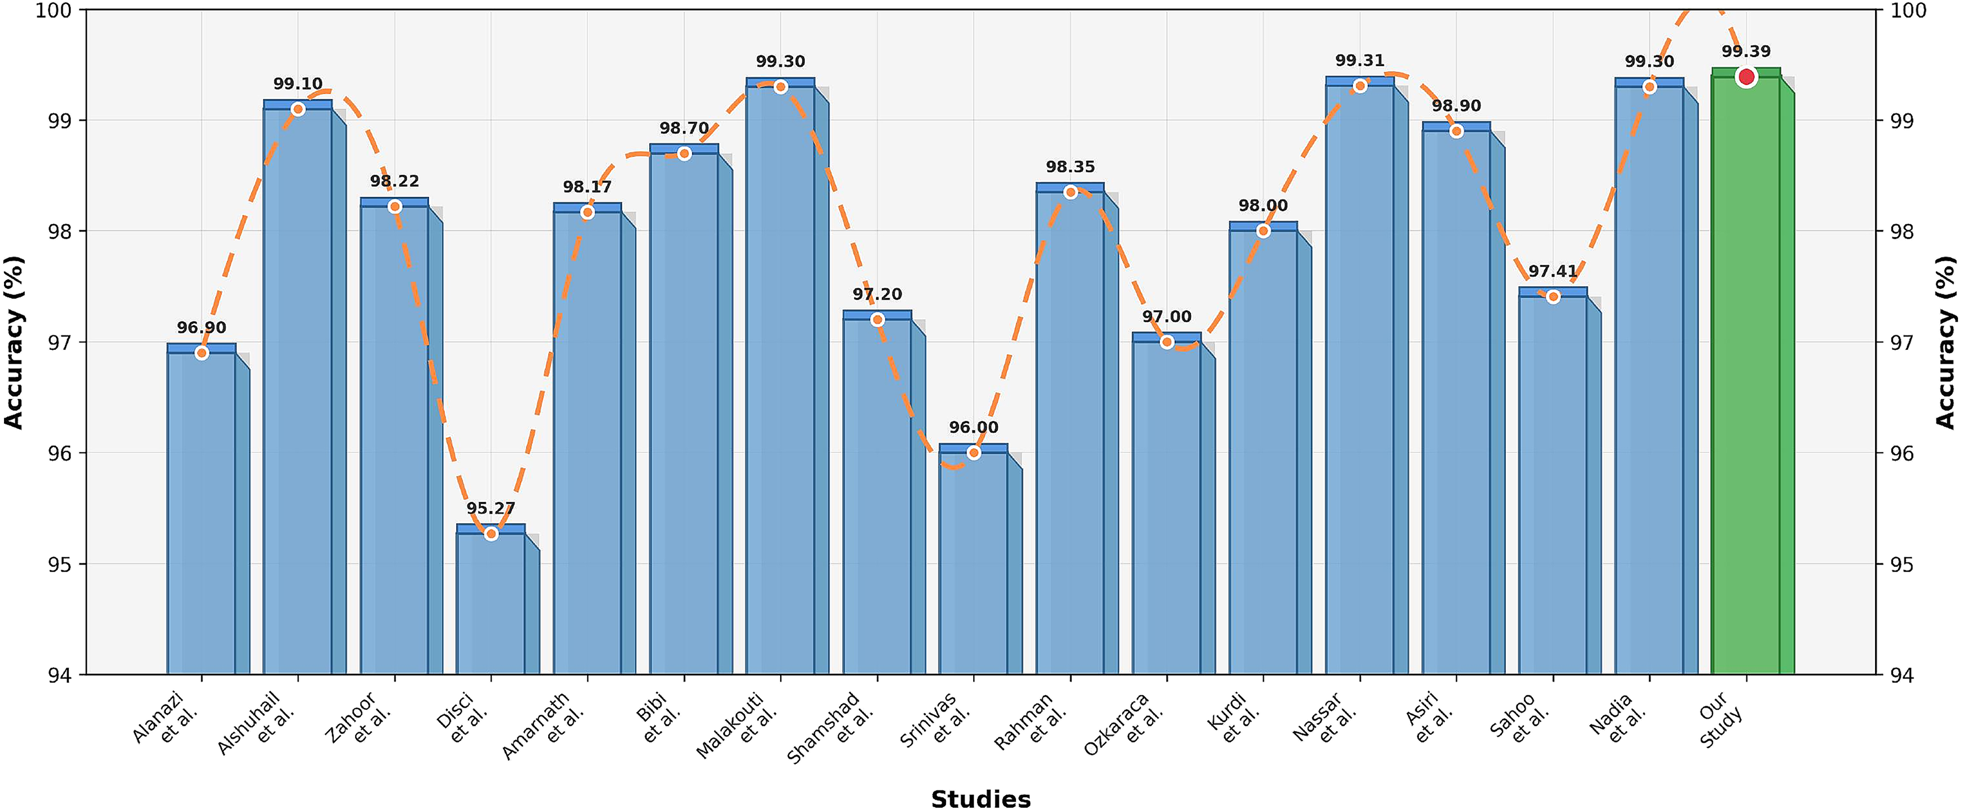 100
99
98
97
96
95
94
Accuracy (%)
96.90
99.10
98.22
95.27
98.17
98.70
99.30
97.20
96.00
98.35
97.00
98.00
99.31
98.90
97.41
99.30
99.39
100
99
98
97
96
95
94
Accuracy (%)
Alanazi
et al.
Alshuhail
et al.
Zahoor
et al.
Disci
et al.
Amarnath
et al.
Bibi
et al.
Malakouti
et al.
Shamshad
et al.
Srinivas
et al.
Rahman
et al.
Ozkaraca
et al.
Kurdi
et al.
Nassar
et al.
Asiri
et al.
Sahoo
et al.
Nadia
et al.
Our
Study
Studies